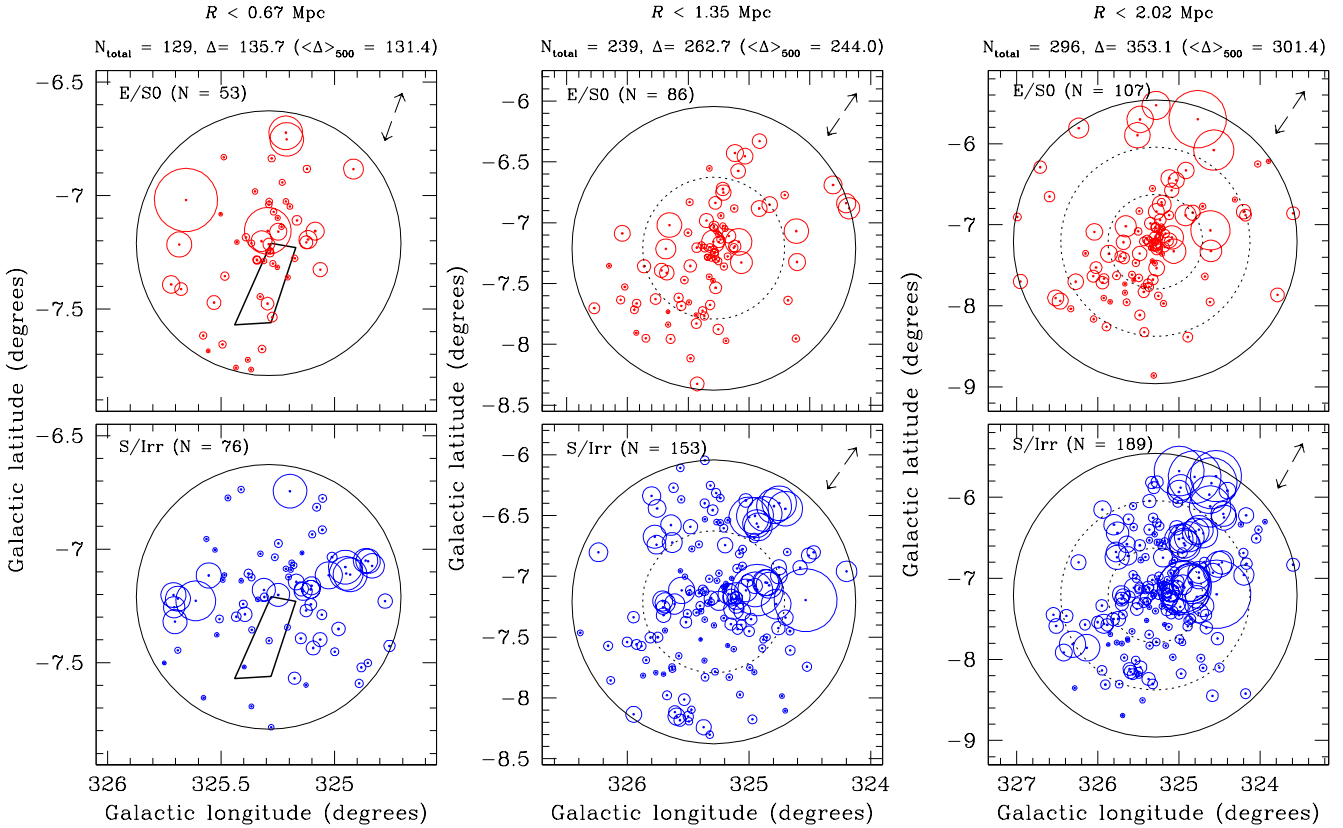 R < 0.67 Mpc
R < 1.35 Mpc
R < 2.02 Mpc
N_total = 129, Δ= 135.7 (<Δ>_500 = 131.4)
N_total = 239, Δ= 262.7 (<Δ>_500 = 244.0)
N_total = 296, Δ= 353.1 (<Δ>_500 = 301.4)
E/S0 (N = 53)
−6.5
−7
−7.5
Galactic latitude (degrees)
E/S0 (N = 86)
−6
−6.5
−7
−7.5
−8
−8.5
Galactic latitude (degrees)
E/S0 (N = 107)
−6
−7
−8
−9
Galactic latitude (degrees)
S/Irr (N = 76)
−6.5
−7
−7.5
326
325.5
325
Galactic longitude (degrees)
S/Irr (N = 153)
−6
−6.5
−7
−7.5
−8
−8.5
326
325
324
Galactic longitude (degrees)
S/Irr (N = 189)
−6
−7
−8
−9
327
326
325
324
Galactic longitude (degrees)